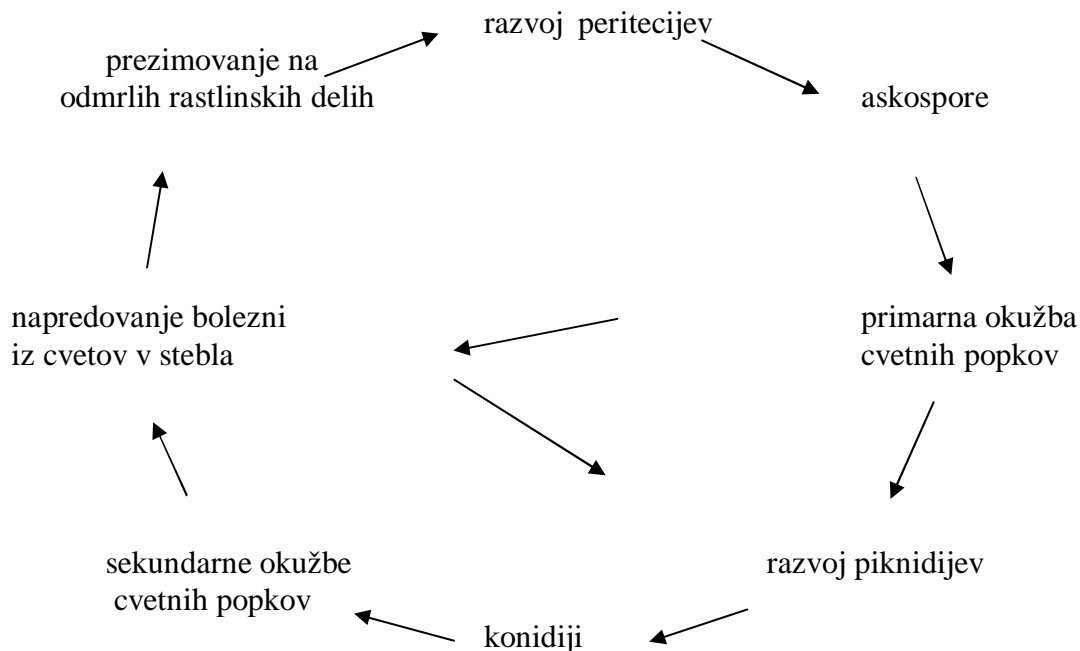 razvoj peritecijev
prezimovanje na
odmrlih rastlinskih delih
askospore
napredovanje bolezni
iz cvetov v stebla
primarna okužba
cvetnih popkov
sekundarne okužbe
cvetnih popkov
razvoj piknidijev
konidiji